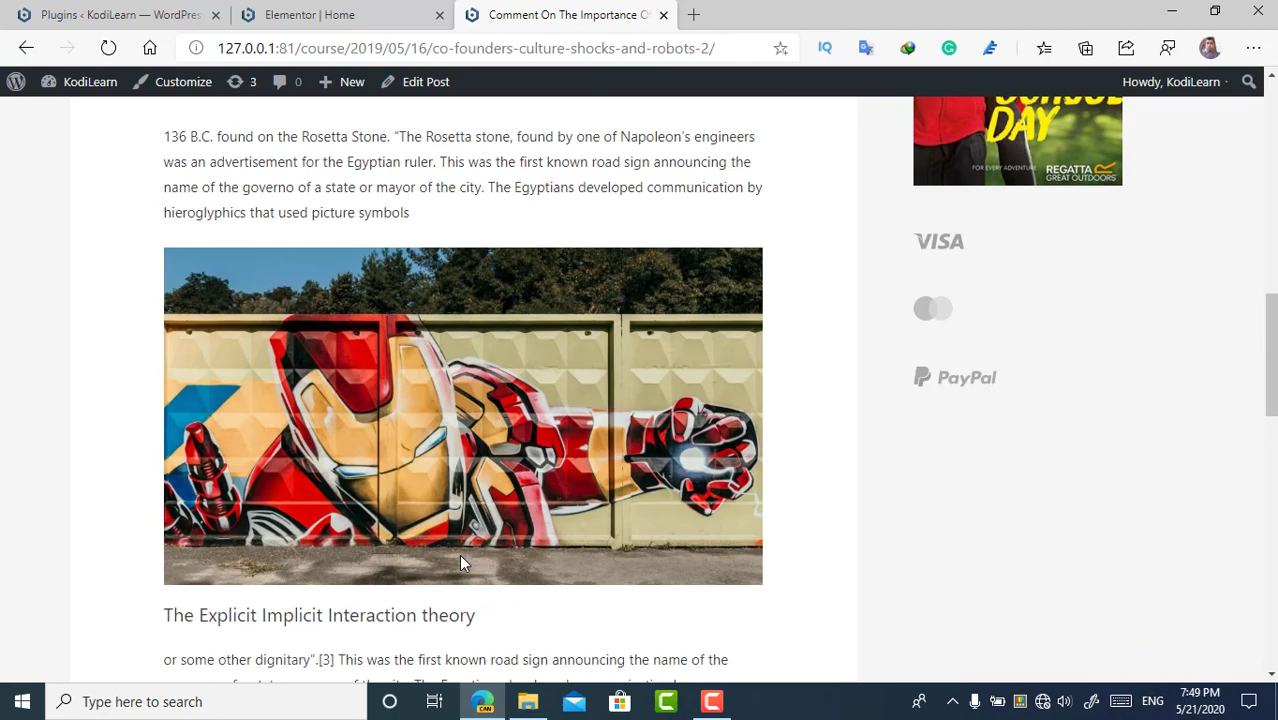 Plugins ‹ KodiLearn — WordPres
Elementor | Home
Comment On The Importance O
127.0.0.1:81/course/2019/05/16/co-founders-culture-shocks-and-robots-2/
IQ
KodiLearn
Customize
3
0
New
Edit Post
Howdy, KodiLearn
136 B.C. found on the Rosetta Stone. “The Rosetta stone, found by one of Napoleon’s engineers
was an advertisement for the Egyptian ruler. This was the first known road sign announcing the
name of the governo of a state or mayor of the city. The Egyptians developed communication by
hieroglyphics that used picture symbols
SCHOOL
DAY
FOR EVERY ADVENTURE
REGATTA
GREAT OUTDOORS
VISA
PayPal
The Explicit Implicit Interaction theory
or some other dignitary”.[3] This was the first known road sign announcing the name of the
Type here to search
CAN
ENG
7:49 PM
5/21/2020